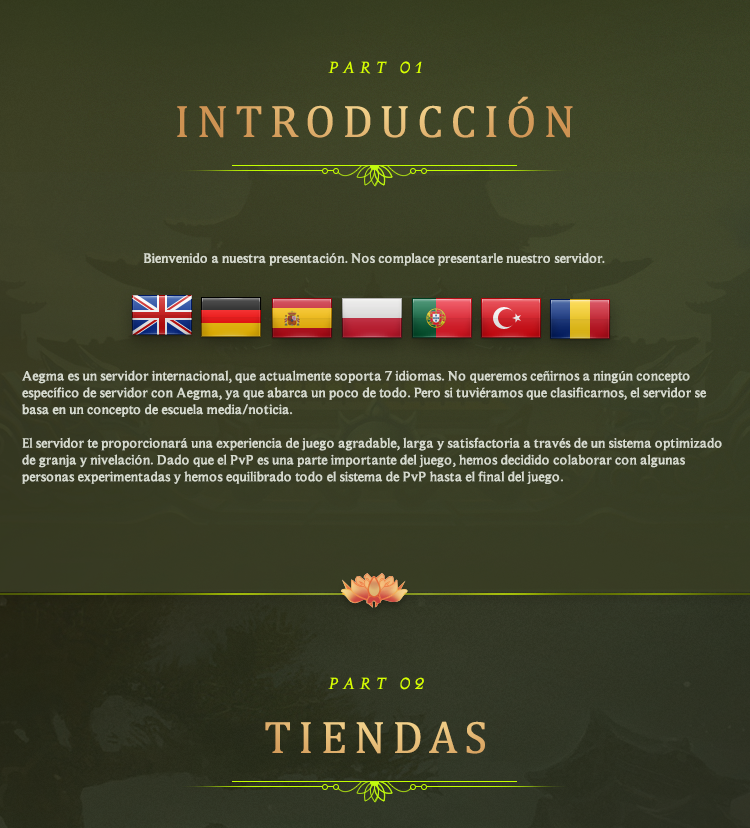 PART 01
INTRODUCCIÓN
Bienvenido a nuestra presentación. Nos complace presentarle nuestro servidor.
Aegma es un servidor internacional, que actualmente soporta 7 idiomas. No queremos ceñirnos a ningún concepto
específico de servidor con Aegma, ya que abarca un poco de todo. Pero si tuviéramos que clasificarnos, el servidor se
basa en un concepto de escuela media/noticia.
El servidor te proporcionará una experiencia de juego agradable, larga y satisfactoria a través de un sistema optimizado
de granja y nivelación. Dado que el PvP es una parte importante del juego, hemos decidido colaborar con algunas
personas experimentadas y hemos equilibrado todo el sistema de PvP hasta el final del juego.
PART 02
TIENDAS